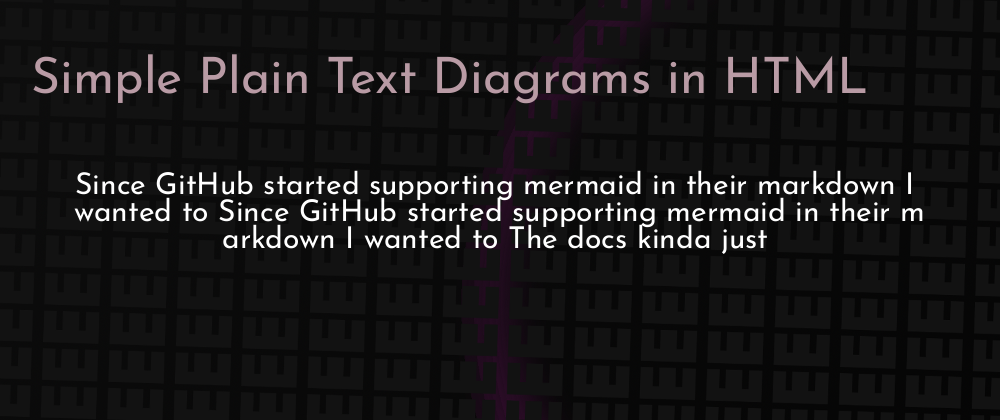 Simple Plain Text Diagrams in HTML
Since GitHub started supporting mermaid in their markdown I
wanted to Since GitHub started supporting mermaid in their m
arkdown I wanted to The docs kinda just